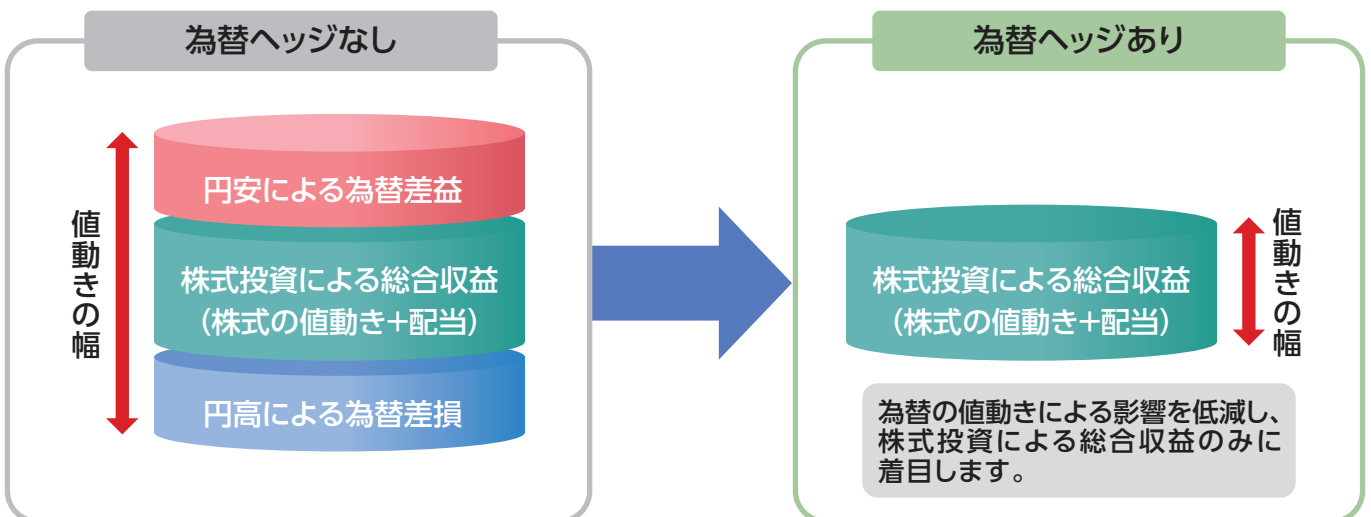 為替ヘッジなし
値動きの幅
円安による為替差益
株式投資による総合収益
（株式の値動き+配当）
円高による為替差損
為替ヘッジあり
株式投資による総合収益
（株式の値動き+配当）
値動きの幅
為替の値動きによる影響を低減し、
株式投資による総合収益のみに
着目します。